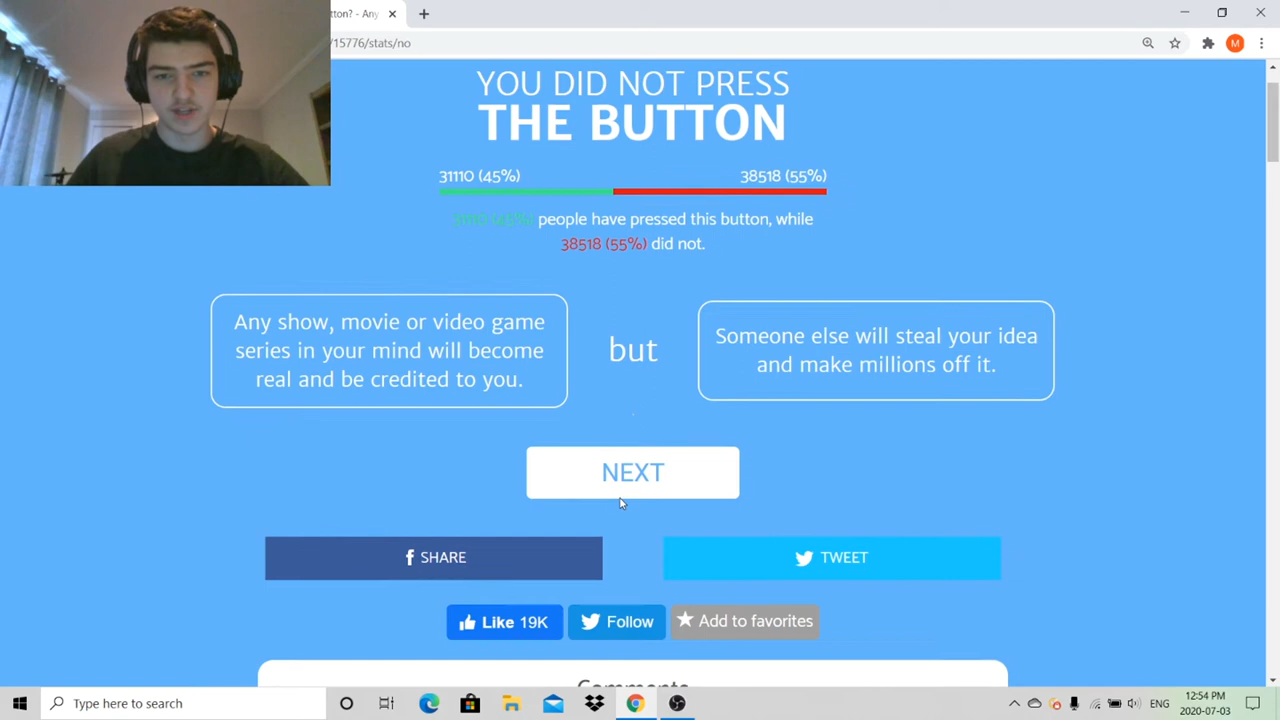 tton? - Any
/15776/stats/no
M
YOU DID NOT PRESS
THE BUTTON
31110 (45%) 38518 (55%)
31110 (45%) people have pressed this button, while
38518 (55%) did not.
Any show, movie or video game
series in your mind will become
real and be credited to you.
but
Someone else will steal your idea
and make millions off it.
NEXT
SHARE
TWEET
Like 19K
Follow
Add to favorites
Comments
Type here to search
ENG
12:54 PM
2020-07-03